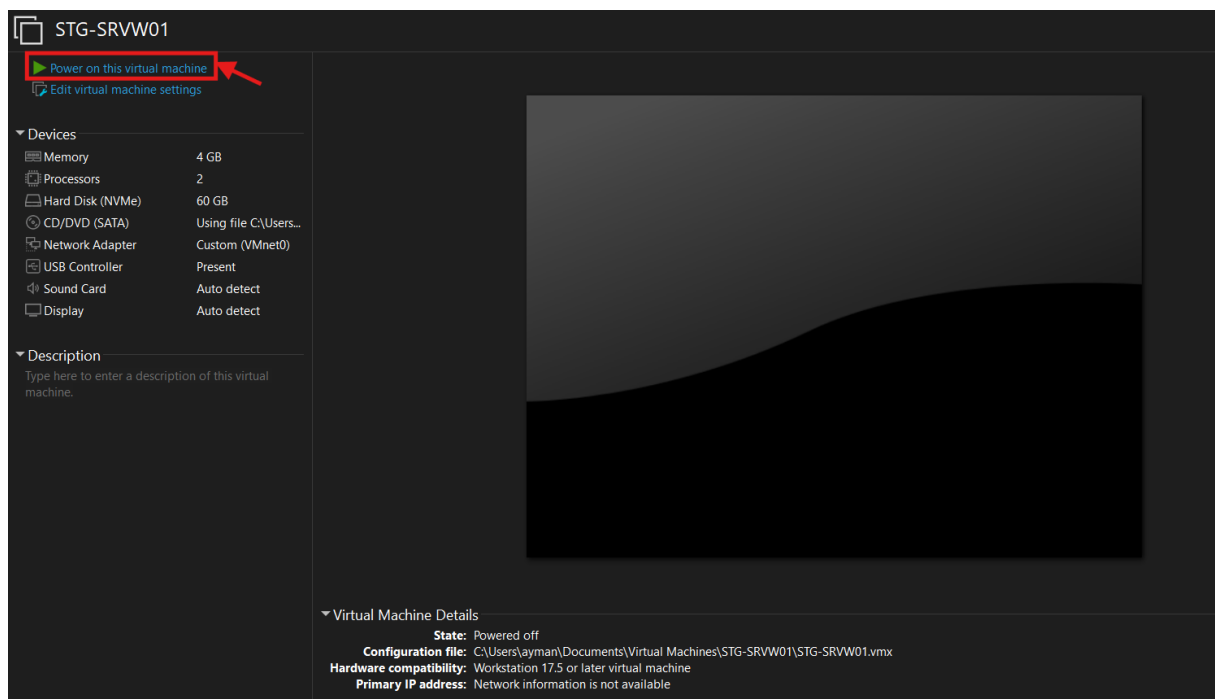 STG-SRVW01
Power on this virtual machine
Edit virtual machine settings
Devices
Memory 4 GB
Processors 2
Hard Disk (NVMe) 60 GB
CD/DVD (SATA) Using file C:\Users...
Network Adapter Custom (VMnet0)
USB Controller Present
Sound Card Auto detect
Display Auto detect
Description
Type here to enter a description of this virtual
machine.
Virtual Machine Details
State: Powered off
Configuration file: C:\Users\ayman\Documents\Virtual Machines\STG-SRVW01\STG-SRVW01.vmx
Hardware compatibility: Workstation 17.5 or later virtual machine
Primary IP address: Network information is not available